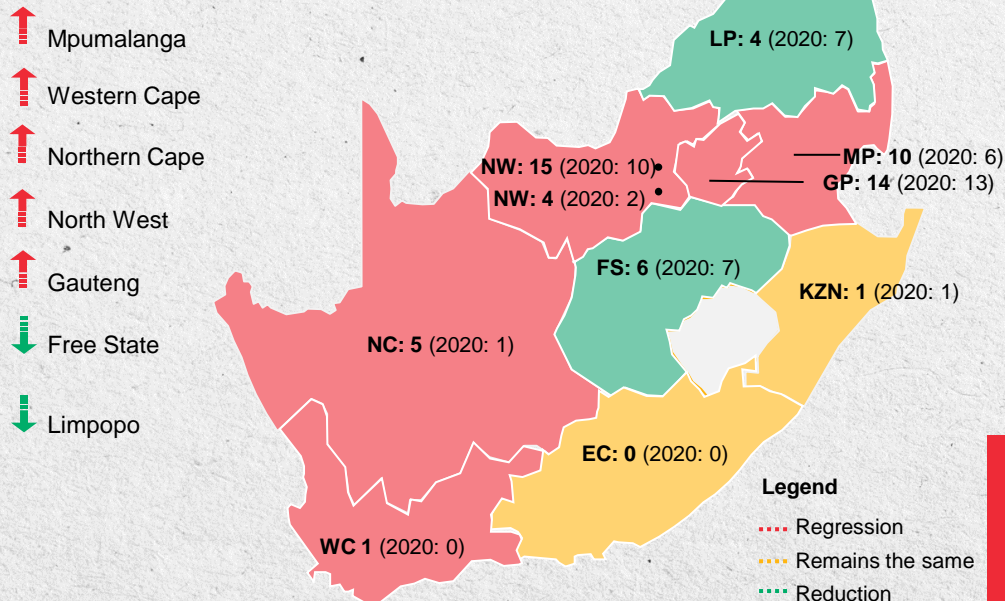 Mpumalanga
Western Cape
Northern Cape
North West
Gauteng
Free State
Limpopo
LP: 4 (2020: 7)
NW: 15 (2020: 10)
NW: 4 (2020: 2)
MP: 10 (2020: 6)
GP: 14 (2020: 13)
FS: 6 (2020: 7)
KZN: 1 (2020: 1)
NC: 5 (2020: 1)
EC: 0 (2020: 0)
WC 1 (2020: 0)
Legend
Regression
Remains the same
Reduction